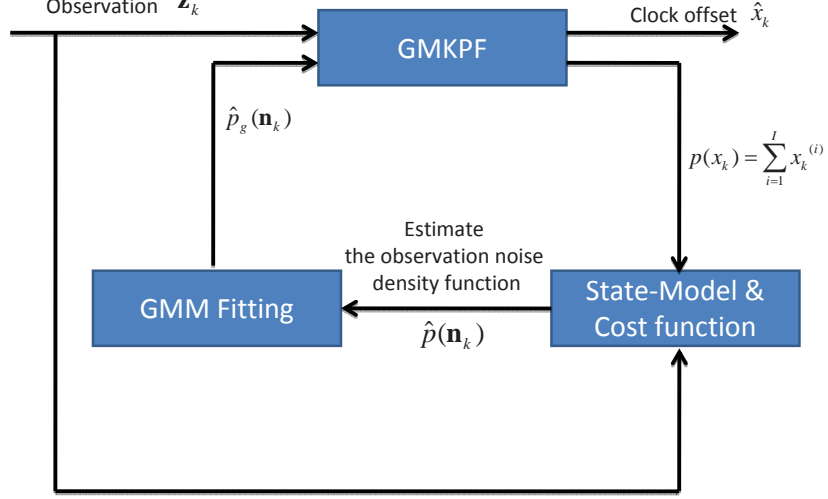 Observation z_k
Clock offset x̂_k
GMKPF
p̂_g(n_k)
p(x_k) = ∑_{i=1}^{I} x_k^{(i)}
Estimate
the observation noise
density function
GMM Fitting
State-Model &
Cost function
p̂(n_k)